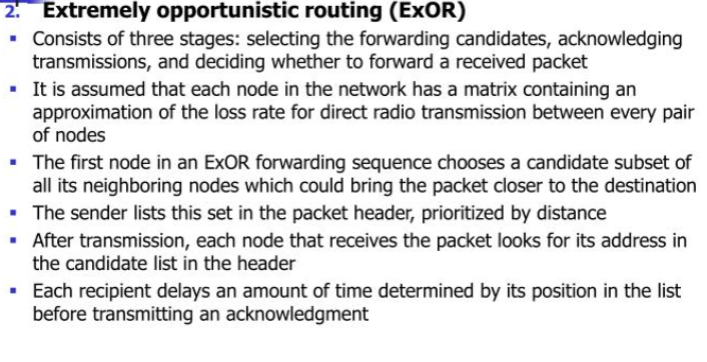 2. Extremely opportunistic routing (ExOR)
▪ Consists of three stages: selecting the forwarding candidates, acknowledging
transmissions, and deciding whether to forward a received packet
▪ It is assumed that each node in the network has a matrix containing an
approximation of the loss rate for direct radio transmission between every pair
of nodes
▪ The first node in an ExOR forwarding sequence chooses a candidate subset of
all its neighboring nodes which could bring the packet closer to the destination
▪ The sender lists this set in the packet header, prioritized by distance
▪ After transmission, each node that receives the packet looks for its address in
the candidate list in the header
▪ Each recipient delays an amount of time determined by its position in the list
before transmitting an acknowledgment